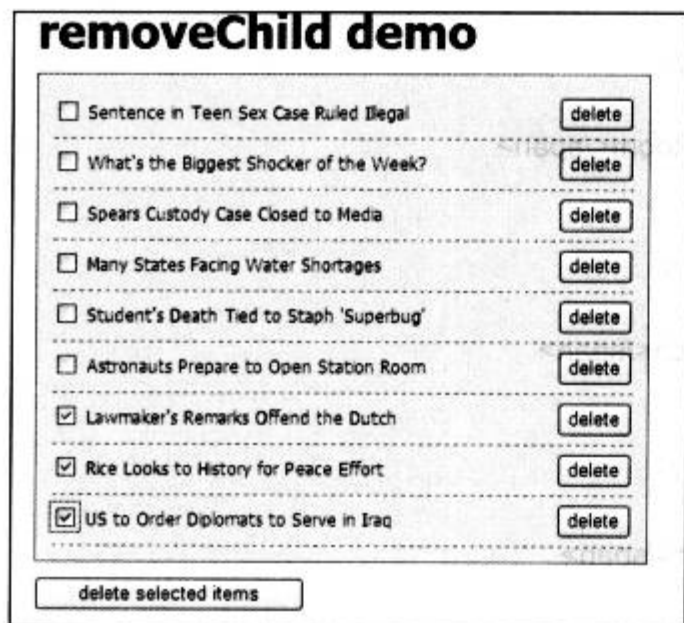 removeChild demo
Sentence in Teen Sex Case Ruled Illegal delete
What's the Biggest Shocker of the Week? delete
Spears Custody Case Closed to Media delete
Many States Facing Water Shortages delete
Student's Death Tied to Staph 'Superbug' delete
Astronauts Prepare to Open Station Room delete
Lawmaker's Remarks Offend the Dutch delete
Rice Looks to History for Peace Effort delete
US to Order Diplomats to Serve in Iraq delete
delete selected items